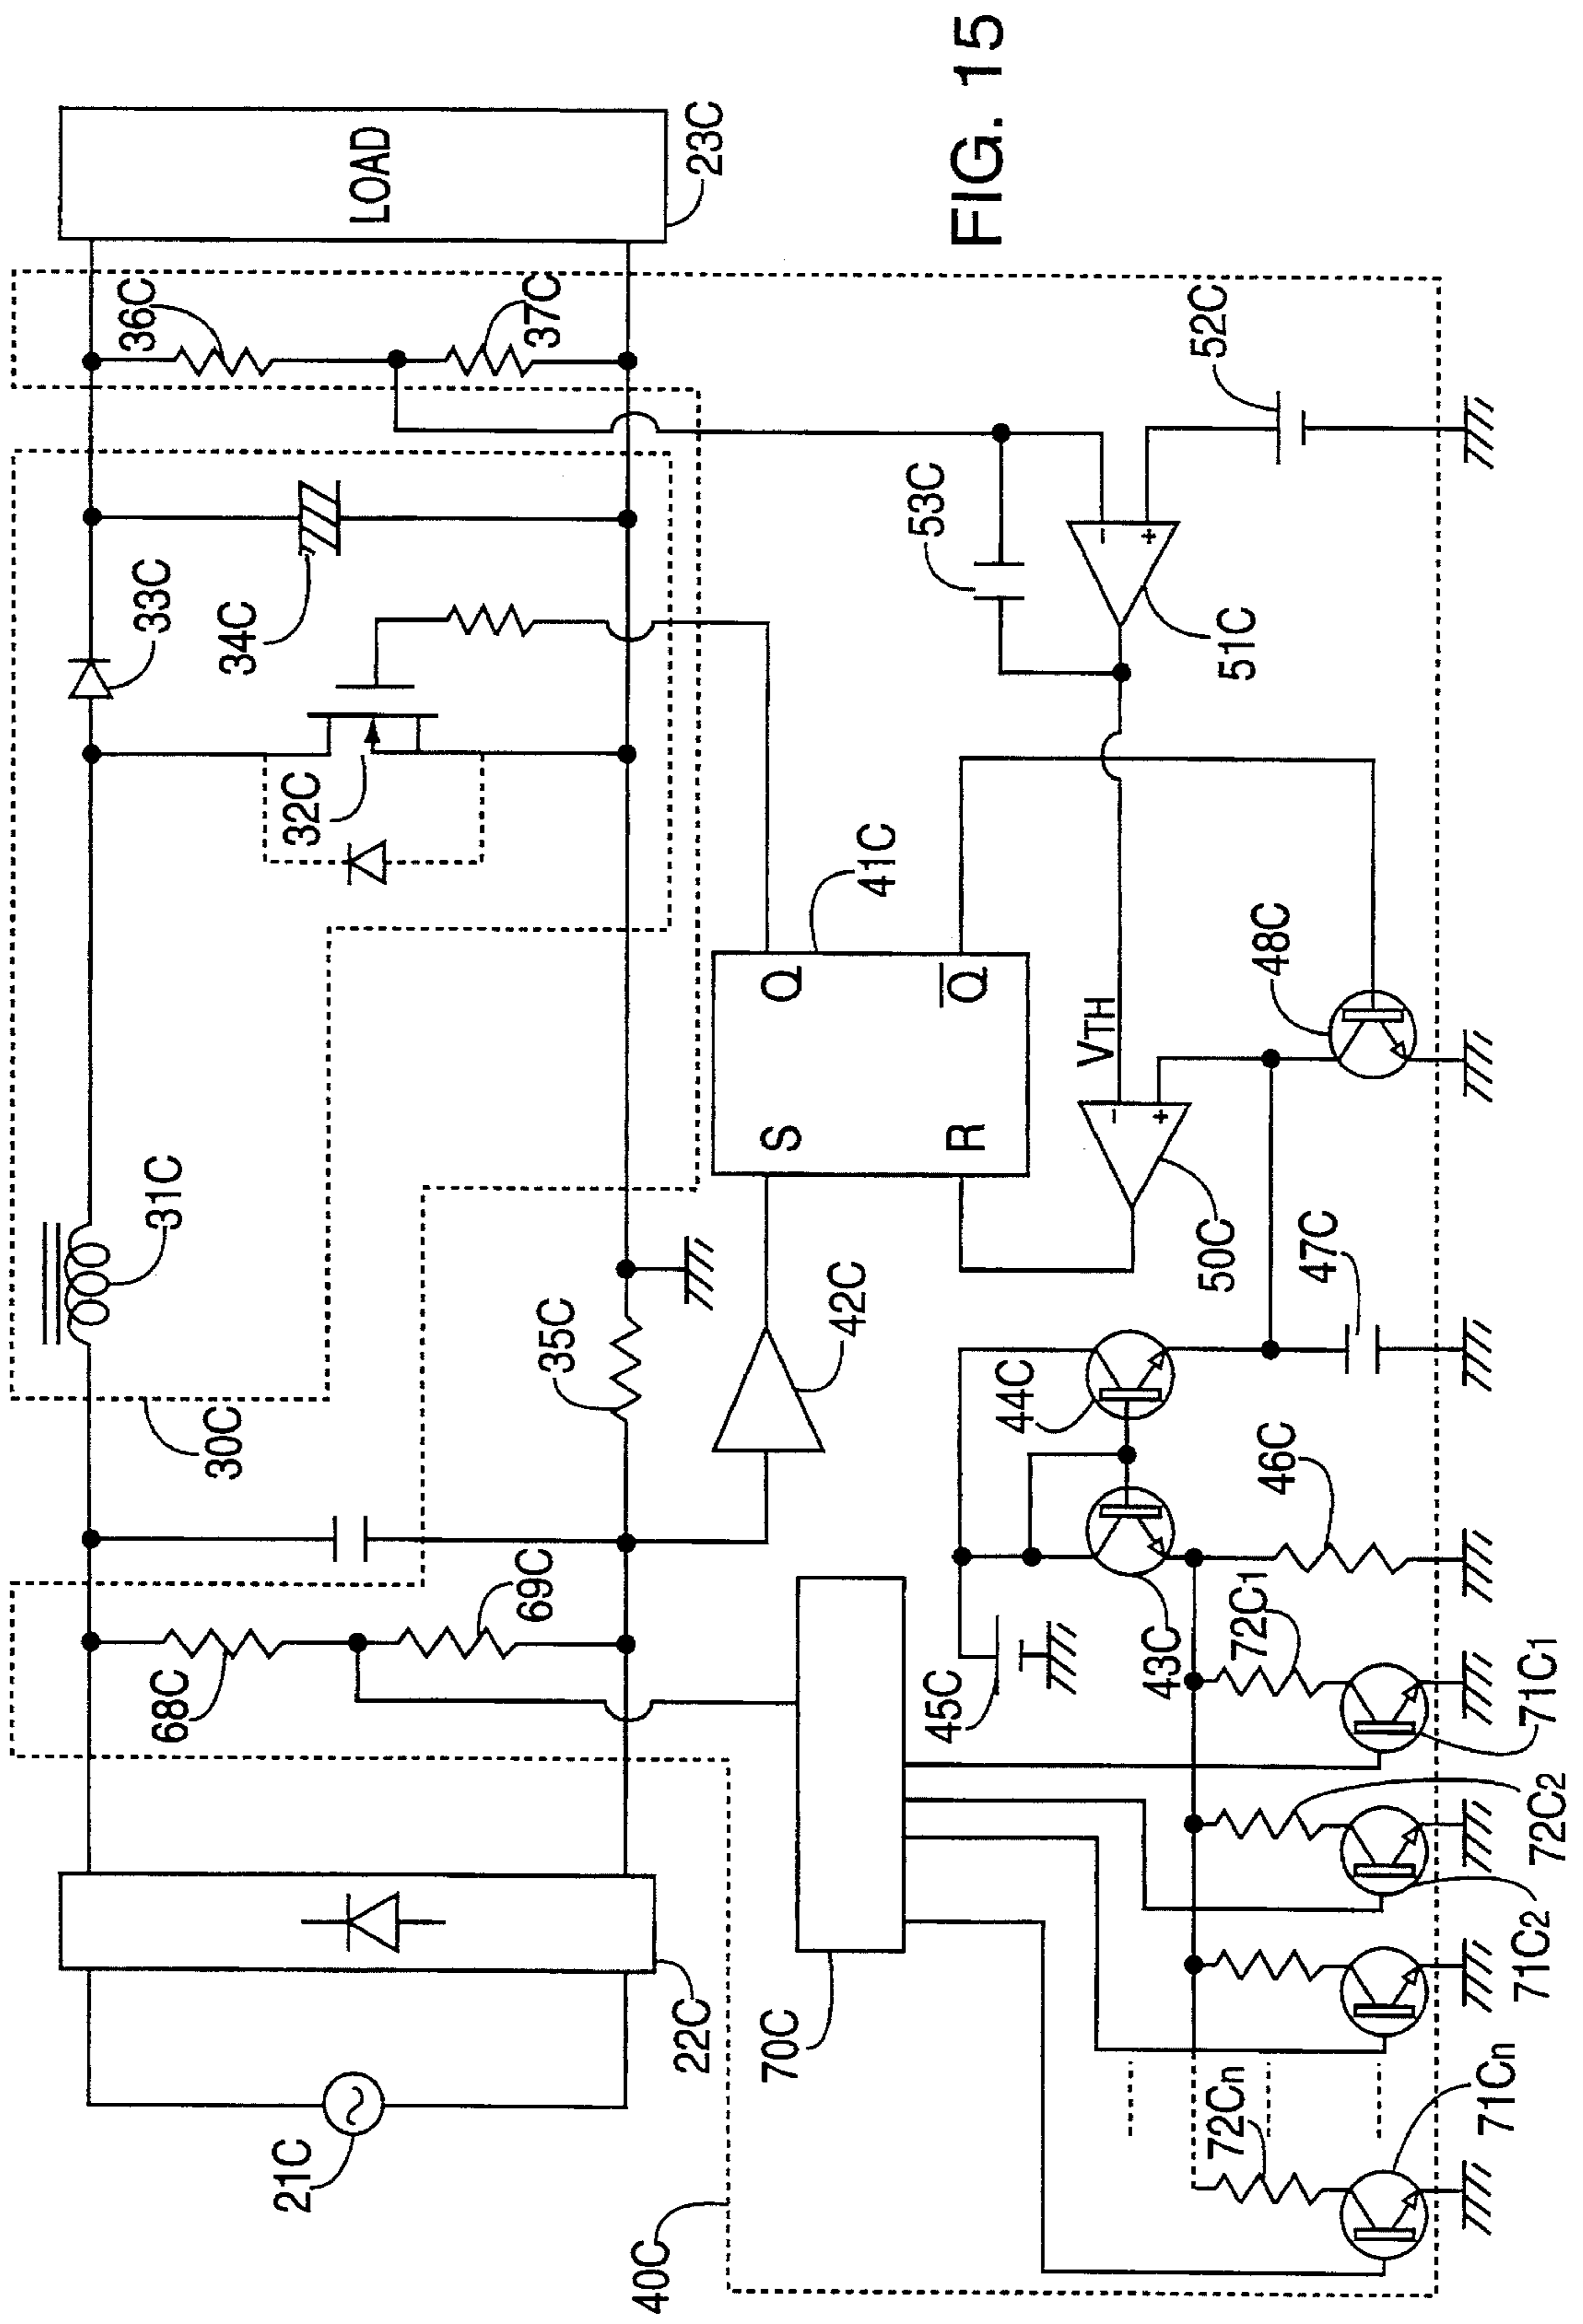 FIG. 15
LOAD
23C
36C
37C
52C
53C
51C
33C
34C
32C
41C
Q
Q̅
S
R
VTH
48C
50C
31C
30C
35C
42C
44C
47C
46C
43C
45C
68C
69C
72C1
71C1
72C2
71C2
72Cn
71Cn
70C
22C
21C
40C